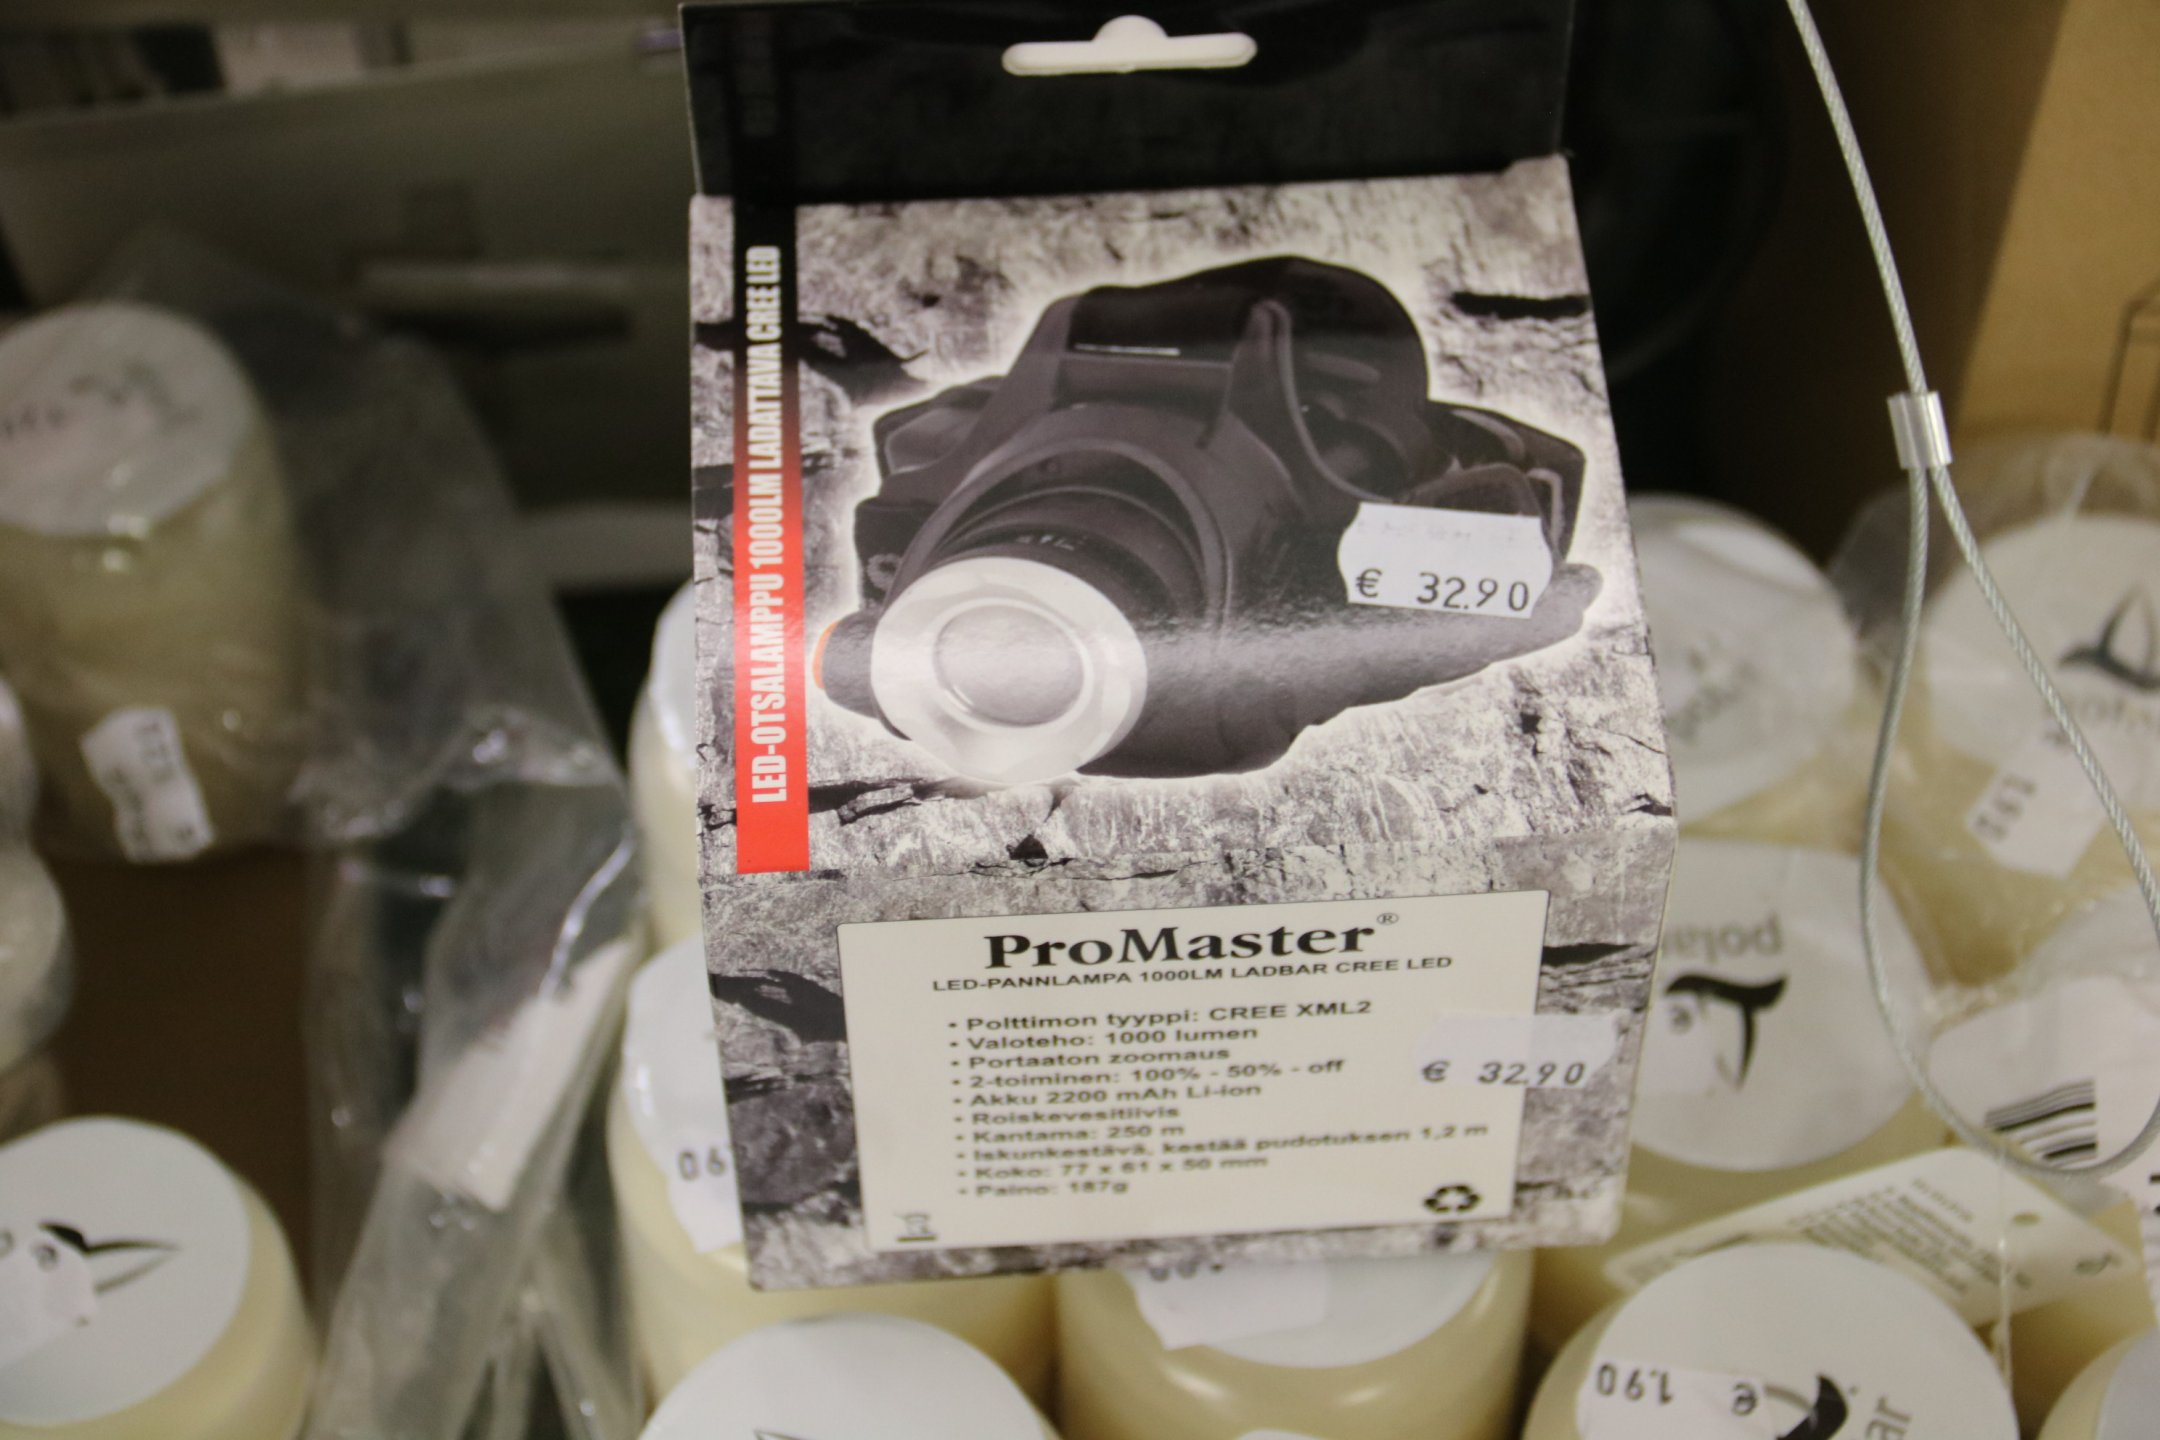 LED-OTSALAMPPU 1000LM LADATTAVA CREE LED
€ 32.90
ProMaster®
LED-PANNLAMPA 1000LM LADBAR CREE LED
• Polttimon tyyppi: CREE XML2
• Valoteho: 1000 lumen
• Portaaton zoomaus
• 2-toiminen: 100% - 50% - off
• Akku 2200 mAh Li-ion
• Roiskevesitiivis
• Kantama: 250 m
• Iskunkestävä, kestää pudotuksen 1,2 m
• Koko: 77 x 61 x 50 mm
• Paino: 187g
€ 32.90
polar
€ 1.90